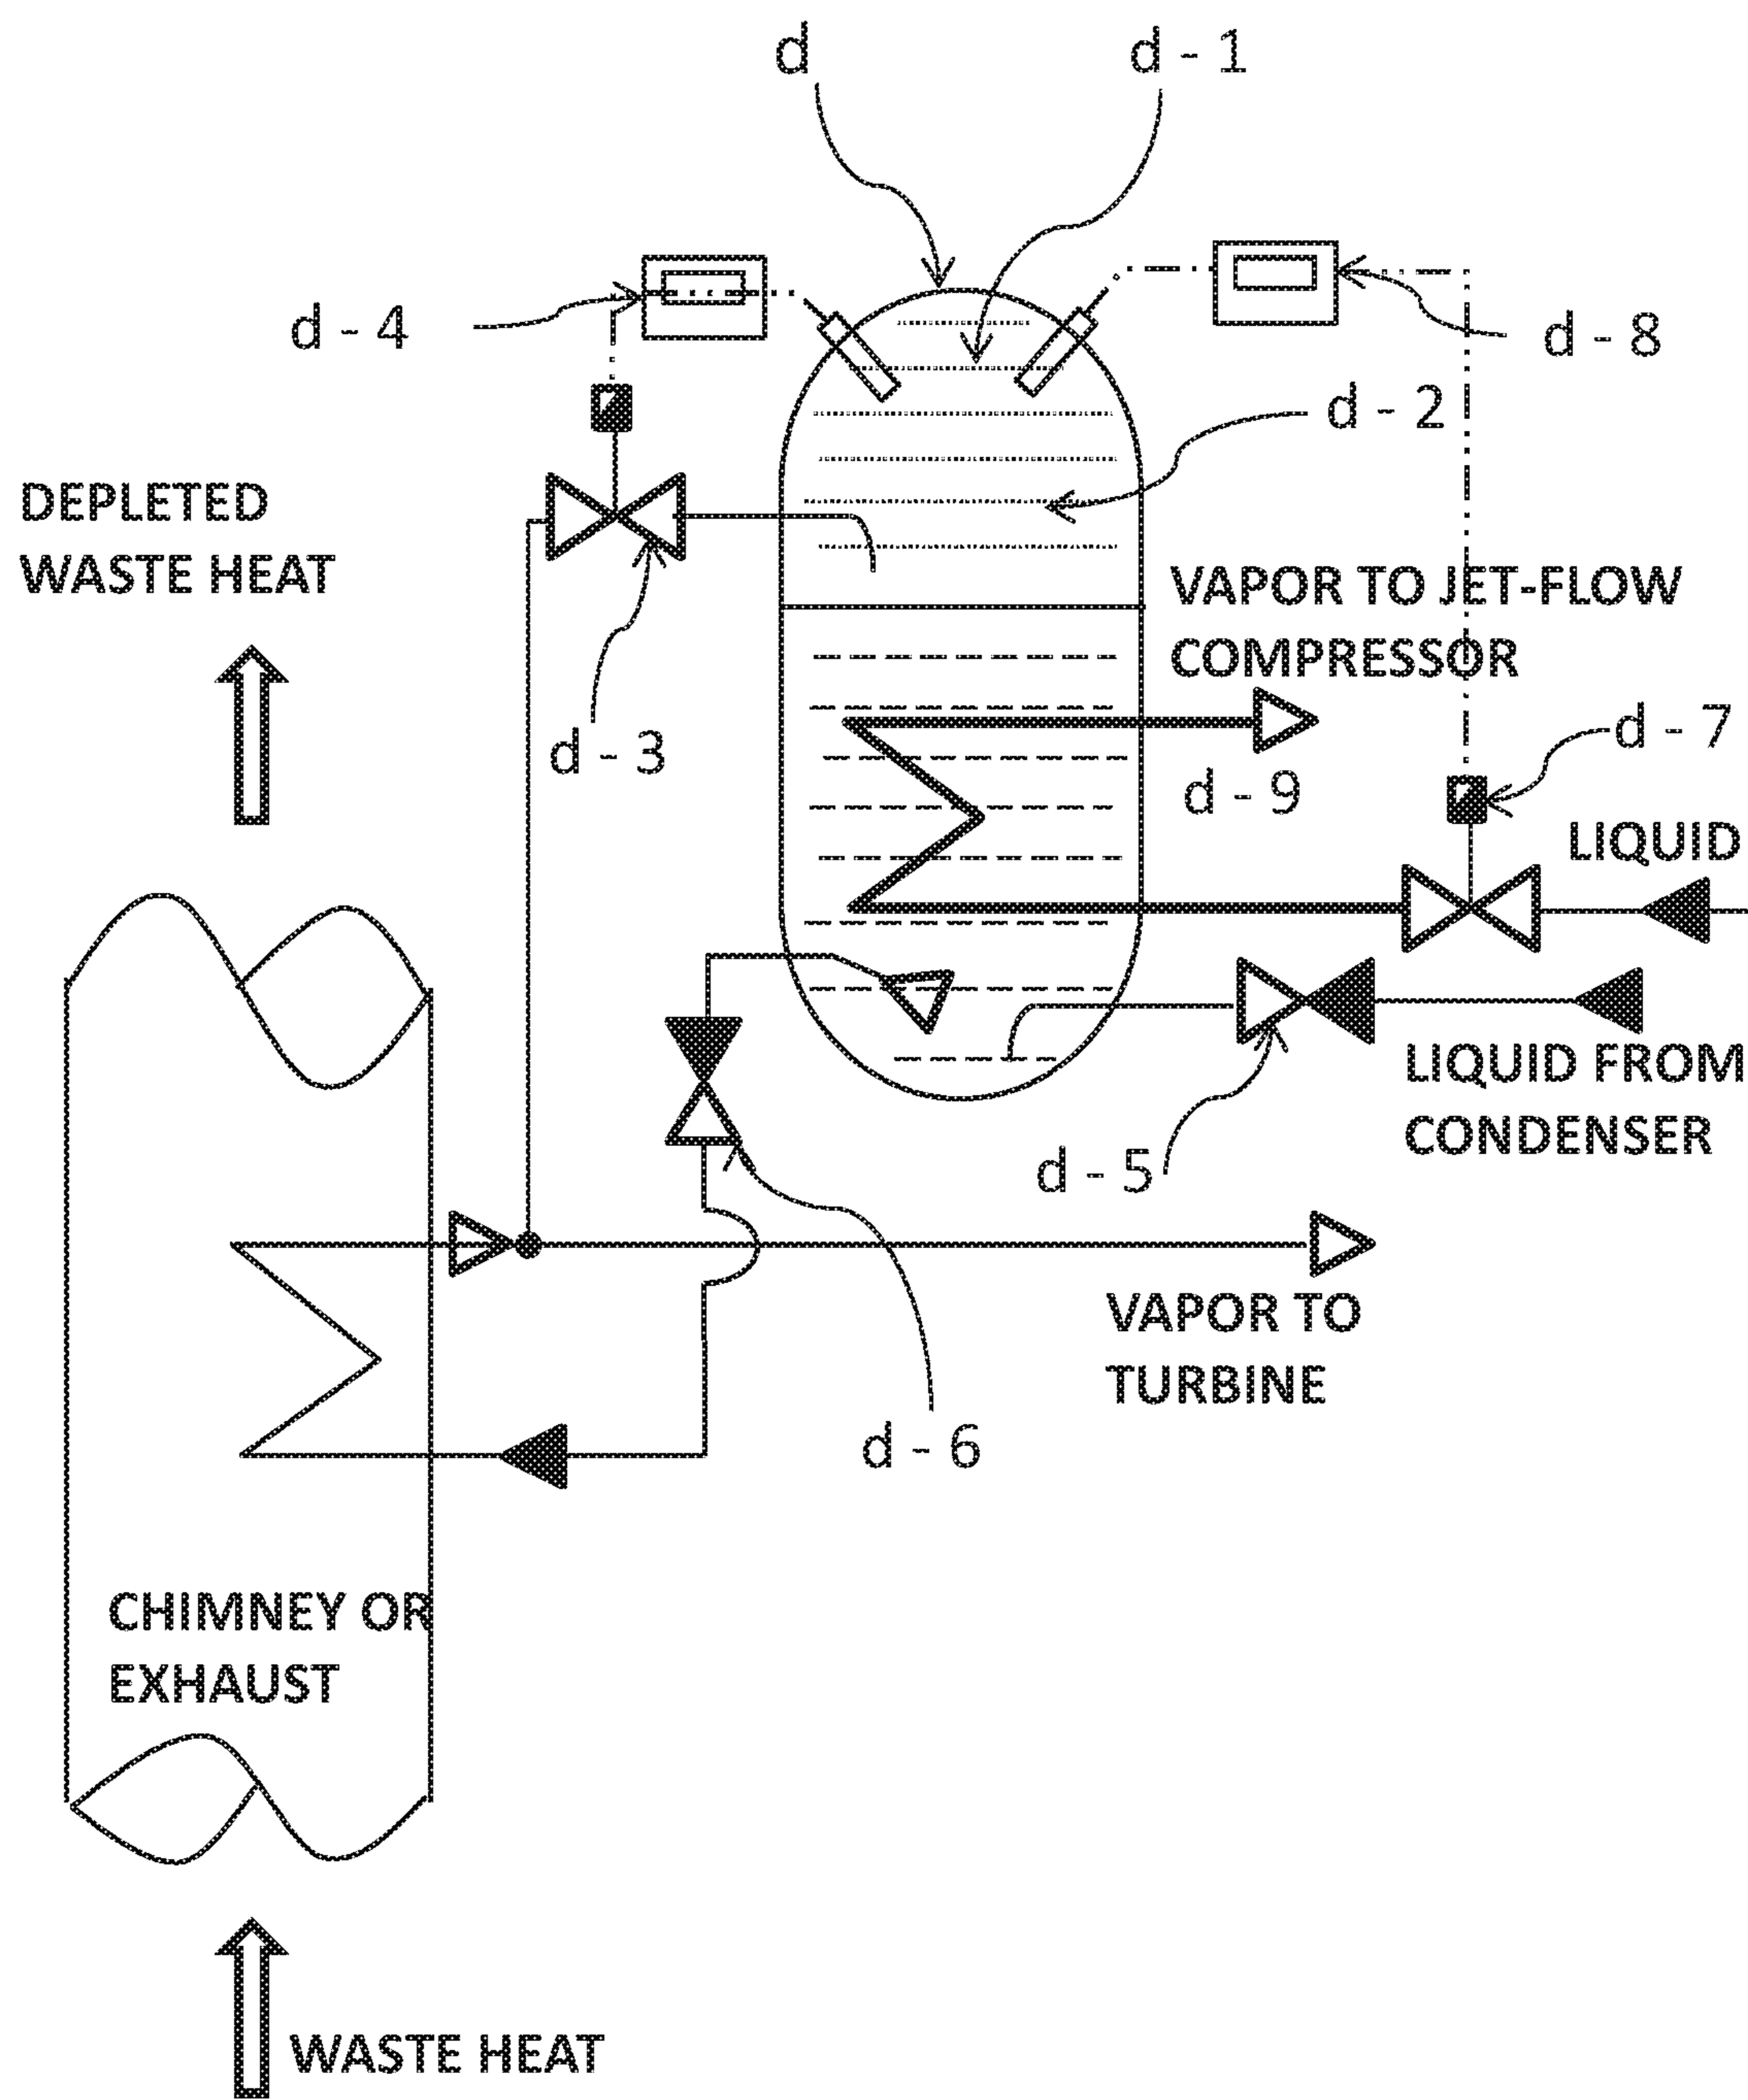 d
d - 1
d - 4
d - 8
d - 2
DEPLETED
WASTE HEAT
VAPOR TO JET-FLOW
COMPRESSOR
d - 3
d - 7
d - 9
LIQUID
LIQUID FROM
CONDENSER
d - 5
VAPOR TO
TURBINE
d - 6
CHIMNEY OR
EXHAUST
WASTE HEAT